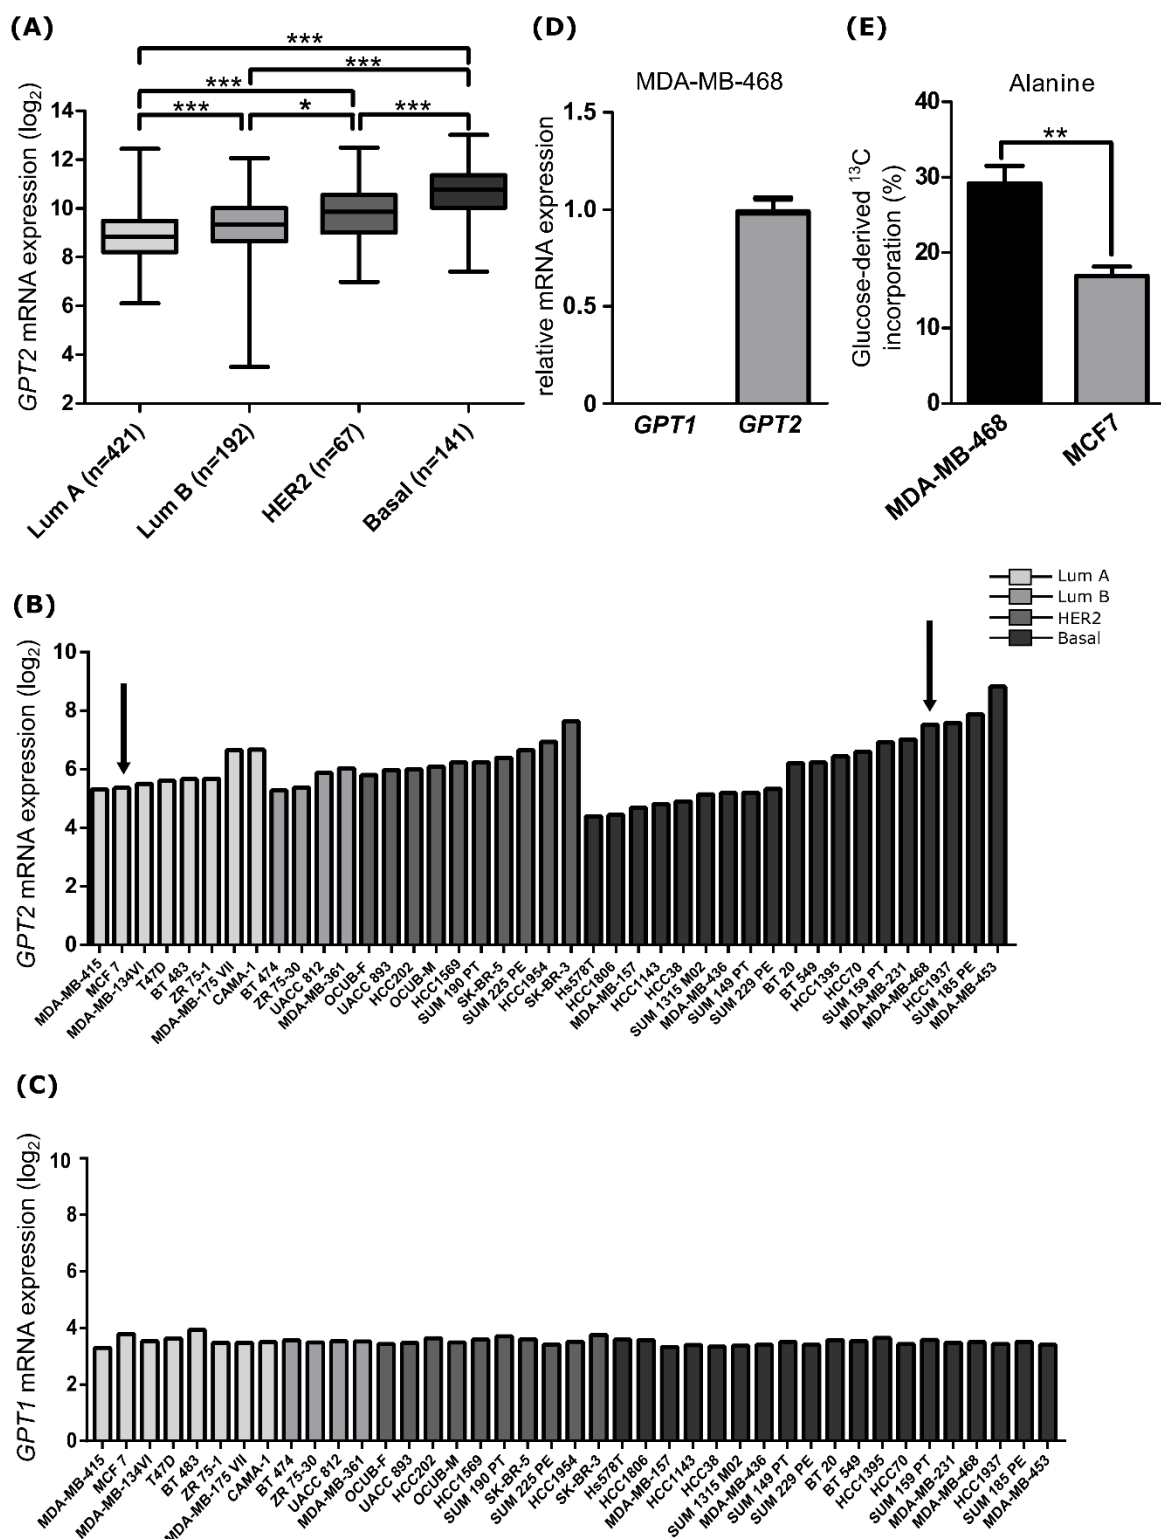 (A)
***
***
***
***
*
***
GPT2 mRNA expression (log2)
14
12
10
8
6
4
2
Lum A (n=421)
Lum B (n=192)
HER2 (n=67)
Basal (n=141)
(D)
MDA-MB-468
relative mRNA expression
1.5
1.0
0.5
0
GPT1
GPT2
(E)
Alanine
**
Glucose-derived 13C
incorporation (%)
40
30
20
10
0
MDA-MB-468
MCF7
Lum A
Lum B
HER2
Basal
(B)
GPT2 mRNA expression (log2)
10
8
6
4
2
0
MDA-MB-415
MCF 7
MDA-MB-134VI
T47D
BT 483
ZR 75-1
MDA-MB-175 VII
CAMA-1
BT 474
ZR 75-30
UACC 812
MDA-MB-361
OCUB-F
UACC 893
HCC202
OCUB-M
HCC1569
SUM 190 PT
SK-BR-5
SUM 225 PE
HCC1954
SK-BR-3
Hs578T
HCC1806
MDA-MB-157
HCC1143
HCC38
SUM 1315 M02
MDA-MB-436
SUM 149 PT
SUM 229 PE
BT 20
BT 549
HCC1395
HCC70
SUM 159 PT
MDA-MB-231
MDA-MB-468
HCC1937
SUM 185 PE
MDA-MB-453
(C)
GPT1 mRNA expression (log2)
10
8
6
4
2
0
MDA-MB-415
MCF 7
MDA-MB-134VI
T47D
BT 483
ZR 75-1
MDA-MB-175 VII
CAMA-1
BT 474
ZR 75-30
UACC 812
MDA-MB-361
OCUB-F
UACC 893
HCC202
OCUB-M
HCC1569
SUM 190 PT
SK-BR-5
SUM 225 PE
HCC1954
SK-BR-3
Hs578T
HCC1806
MDA-MB-157
HCC1143
HCC38
SUM 1315 M02
MDA-MB-436
SUM 149 PT
SUM 229 PE
BT 20
BT 549
HCC1395
HCC70
SUM 159 PT
MDA-MB-231
MDA-MB-468
HCC1937
SUM 185 PE
MDA-MB-453